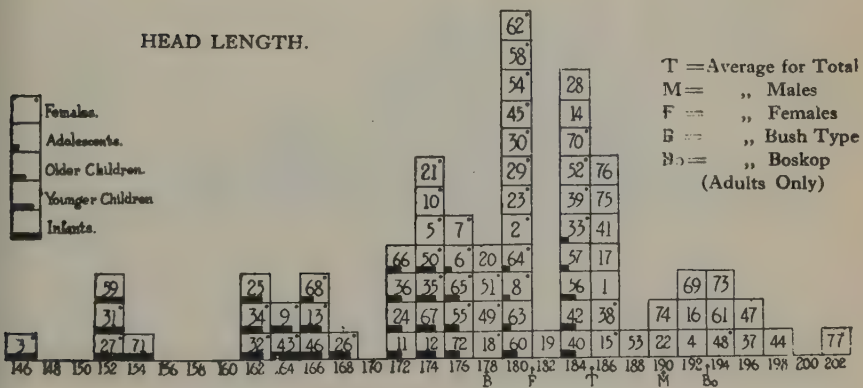 HEAD LENGTH.
T = Average for Total
M = „ Males
F = „ Females
B = „ Bush Type
Bo = „ Boskop
(Adults Only)
Females.
Adolescents.
Older Children.
Younger Children
Infants.
62
58
54 28
45 14
30 70
21 29 52 76
10 23 39 75
5 7 2 33 41
66 50 6 20 64 57 17
59 25 68 36 35 65 51 8 56 1 69 73
31 34 9 13 24 67 55 49 63 42 38 74 16 61 47
3 27 71 32 43 46 26 11 12 72 18 60 19 40 15 53 22 4 48 37 44 77
146 148 150 152 154 156 158 160 162 164 166 168 170 172 174 176 178 180 182 184 186 188 190 192 194 196 198 200 202
B F T M Bo